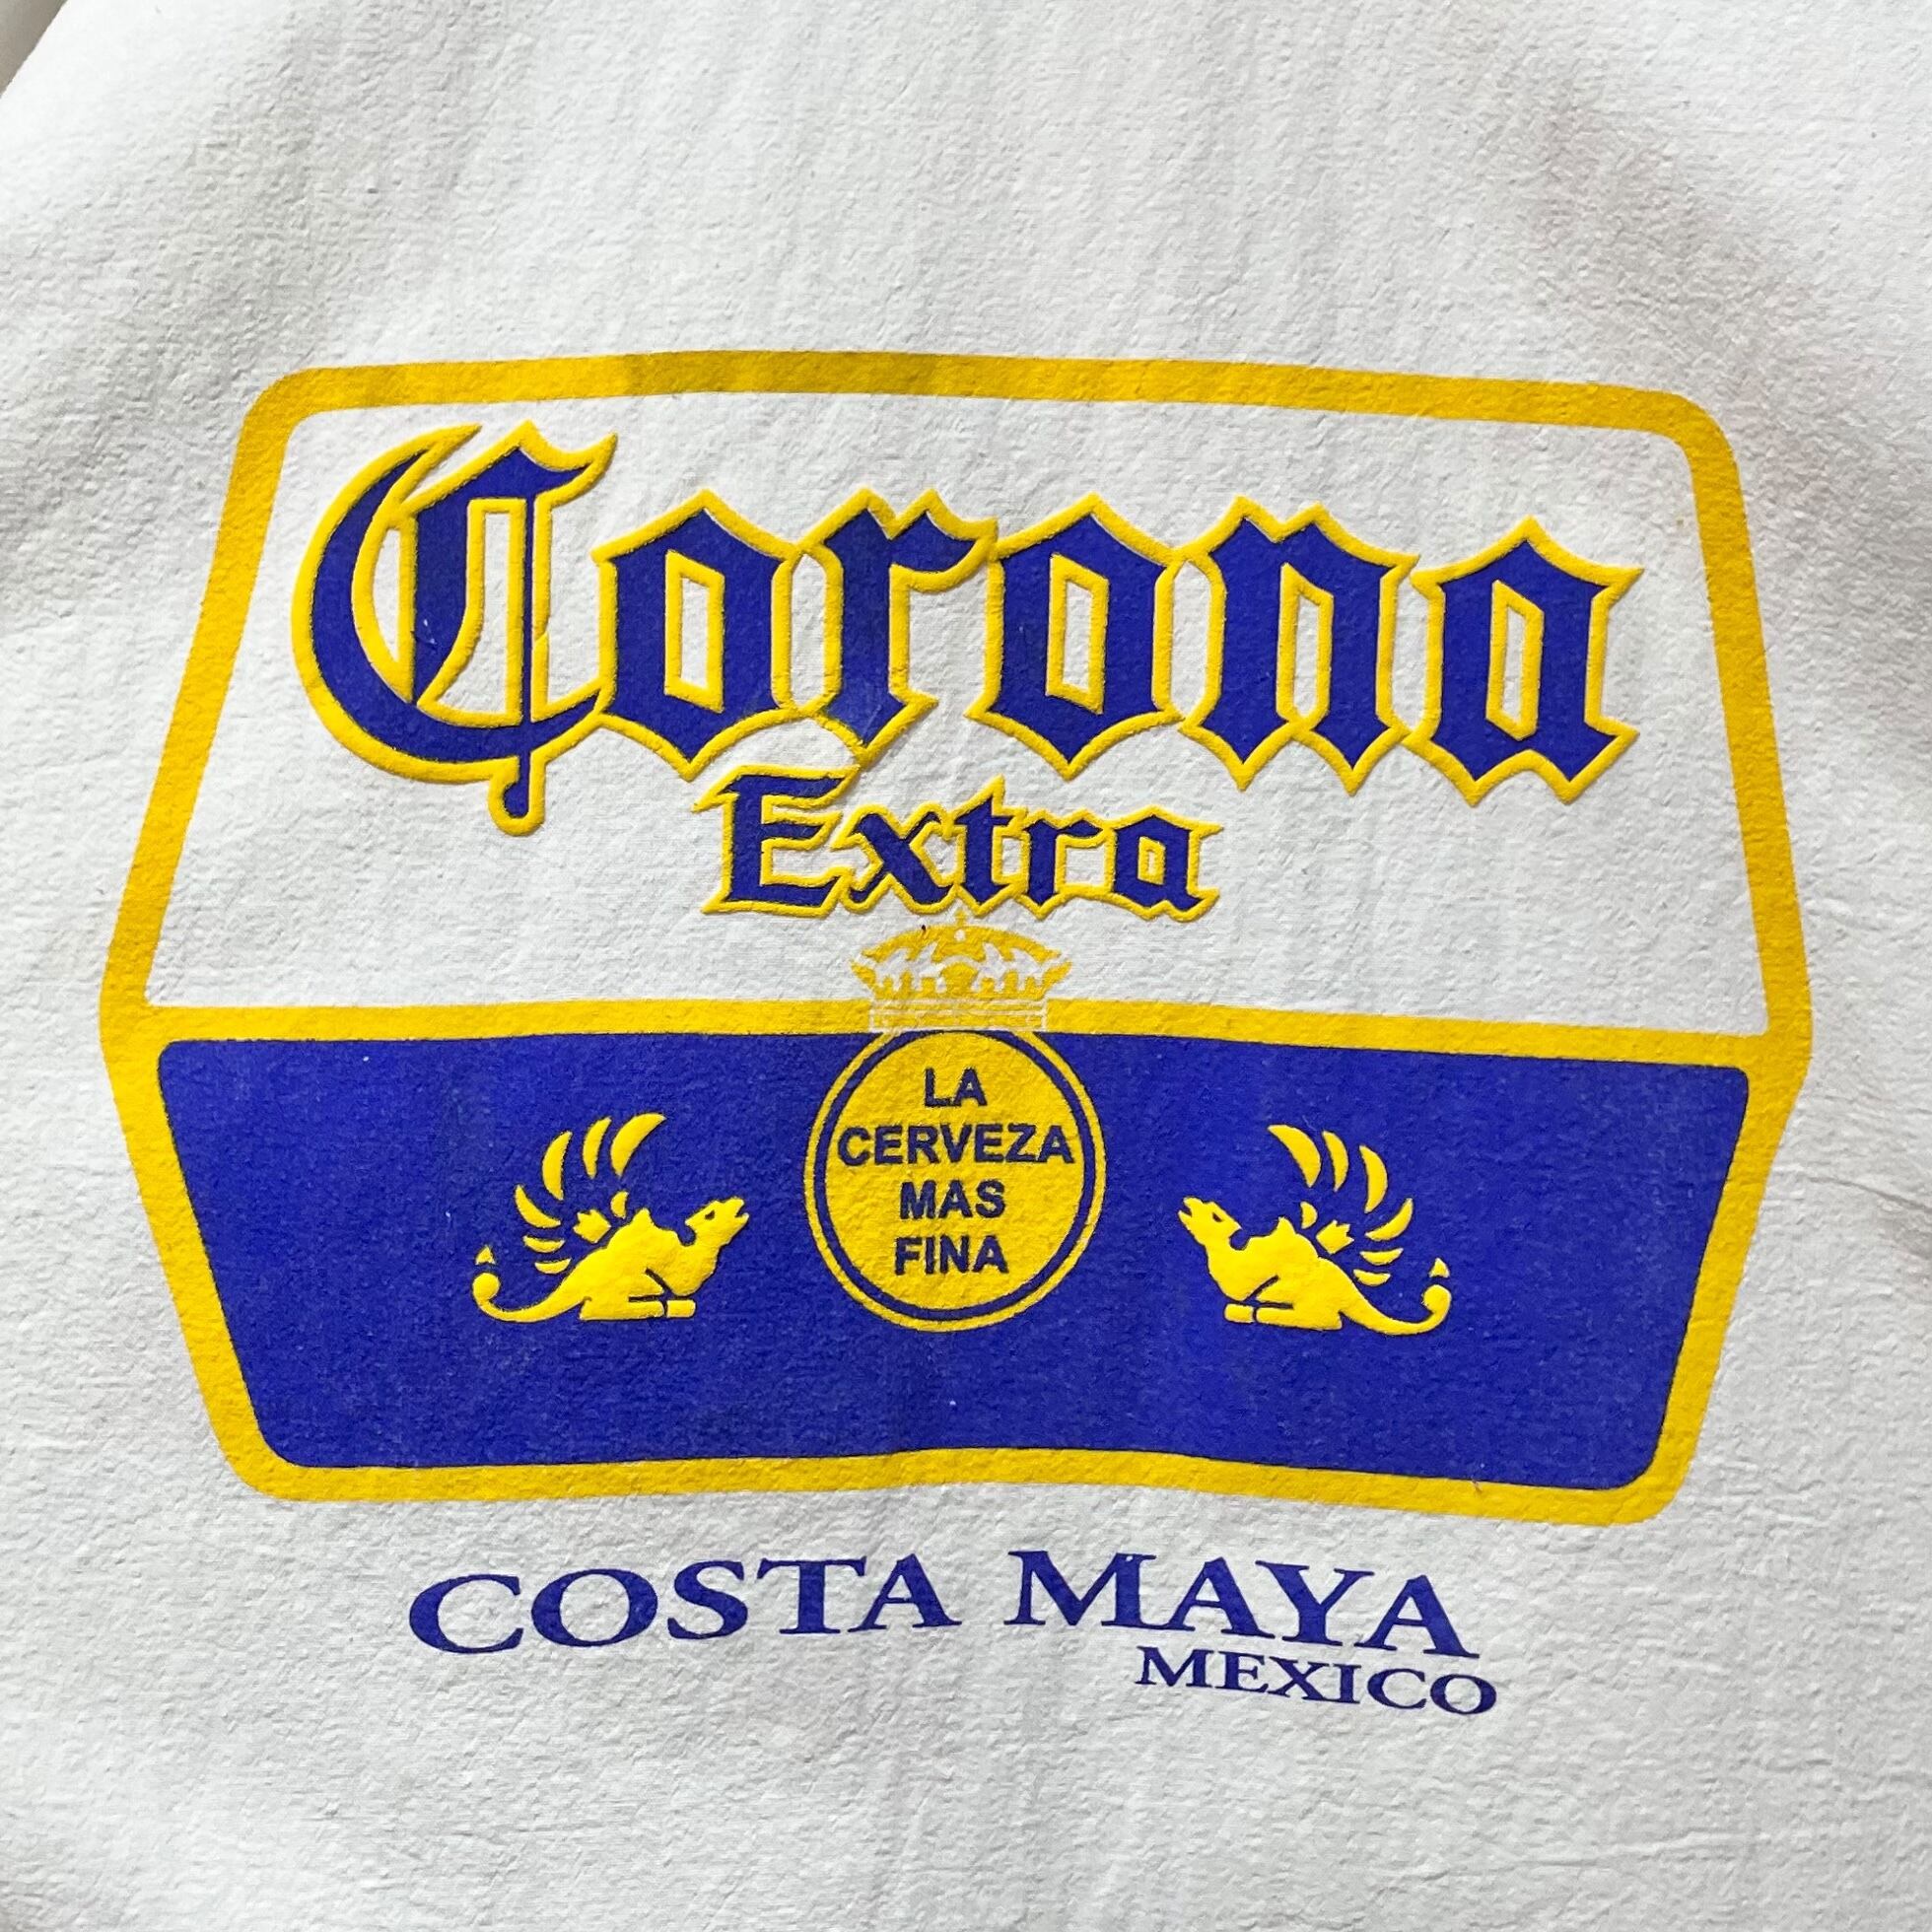 Corona
Extra
LA
CERVEZA
MAS
FINA
COSTA MAYA
MEXICO